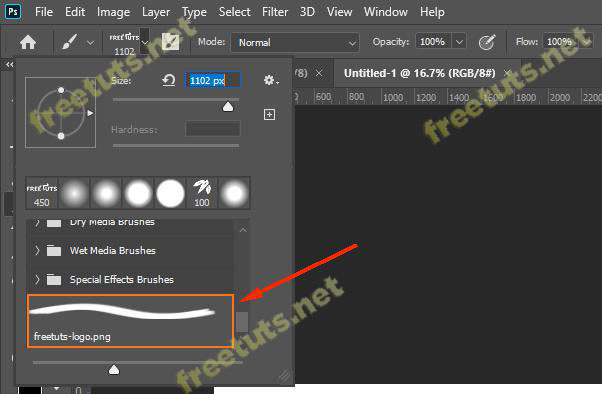 Ps File Edit Image Layer Type Select Filter 3D View Window Help
FREETUTS 1102 Mode: Normal Opacity: 100% Flow: 100%
Size: 1102 px
/8) × Untitled-1 @ 16.7% (RGB/8#) ×
600 800 1000 1200 1400 1600 1800 2000 2200
Hardness:
FREETUTS
450 100
Dry Media Brushes
Wet Media Brushes
Special Effects Brushes
freetuts-logo.png
0
freetuts.net
freetuts.net
freetuts.net
freetuts.net